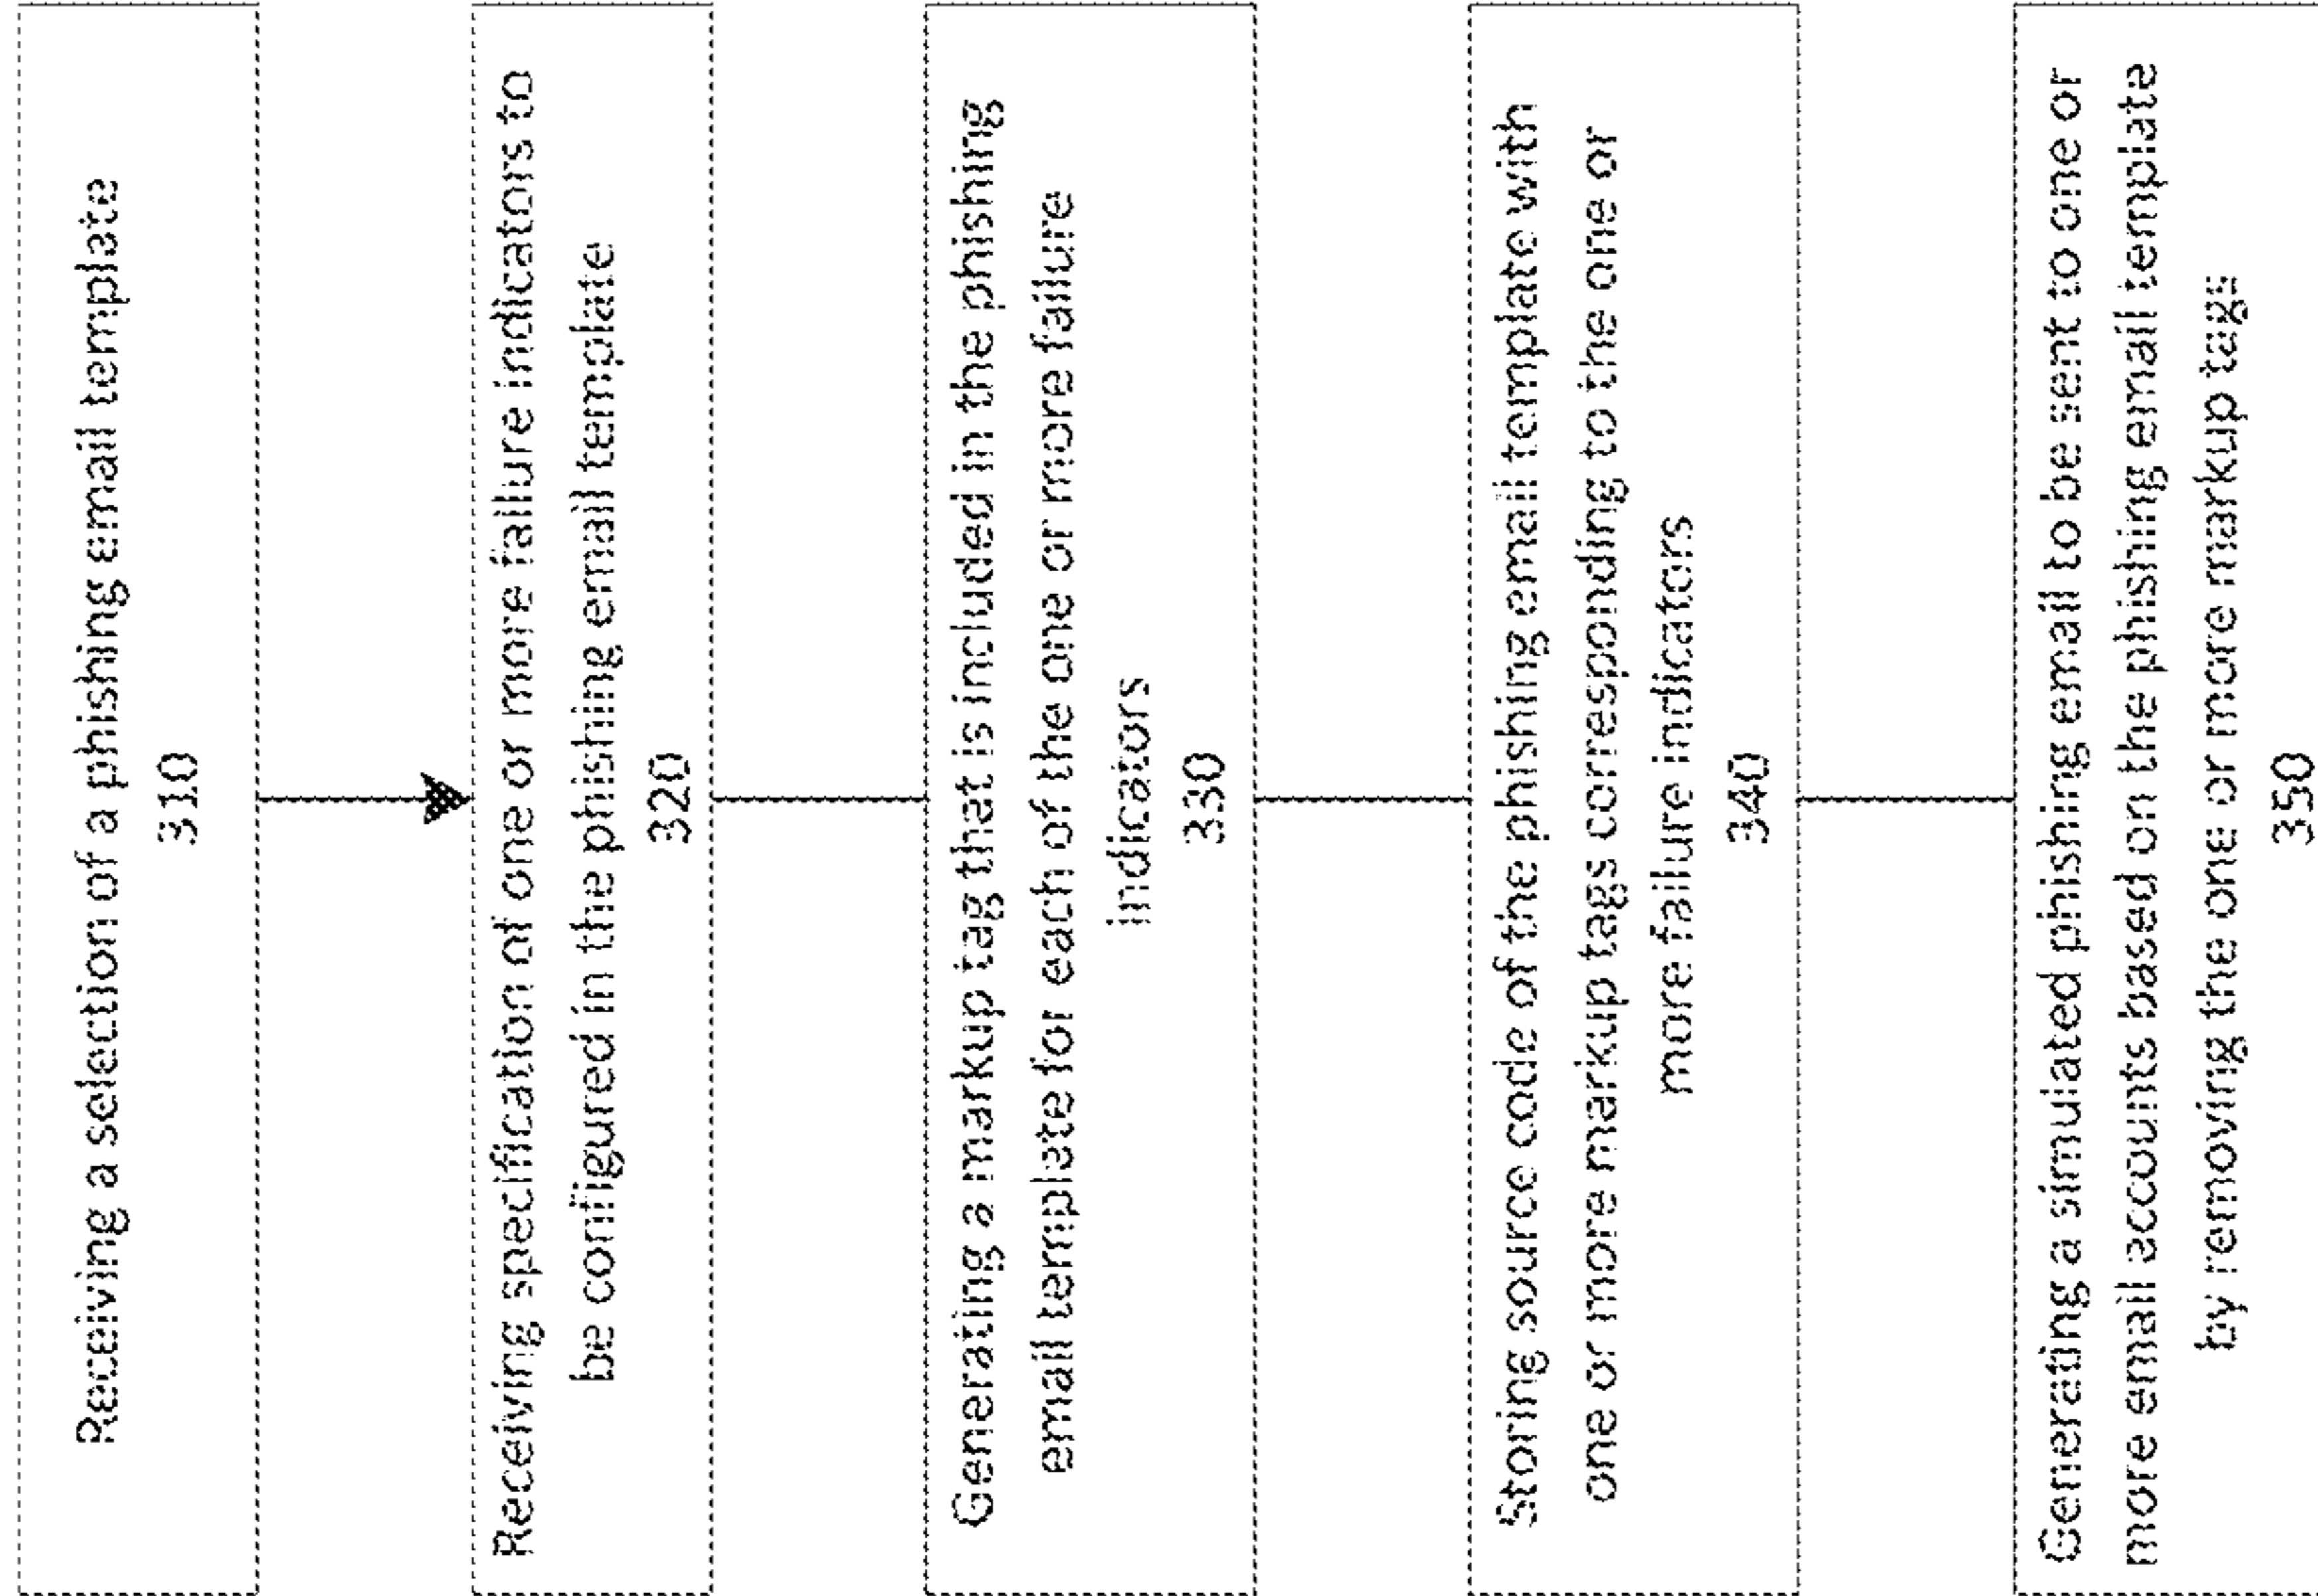 Receiving a selection of a phishing email template
310
Receiving specification of one or more failure indicators to
be configured in the phishing email template
320
Generating a markup tag that is included in the phishing
email template for each of the one or more failure
indicators
330
Storing source code of the phishing email template with
one or more markup tags corresponding to the one or
more failure indicators
340
Generating a simulated phishing email to be sent to one or
more email accounts based on the phishing email template
by removing the one or more markup tags
350